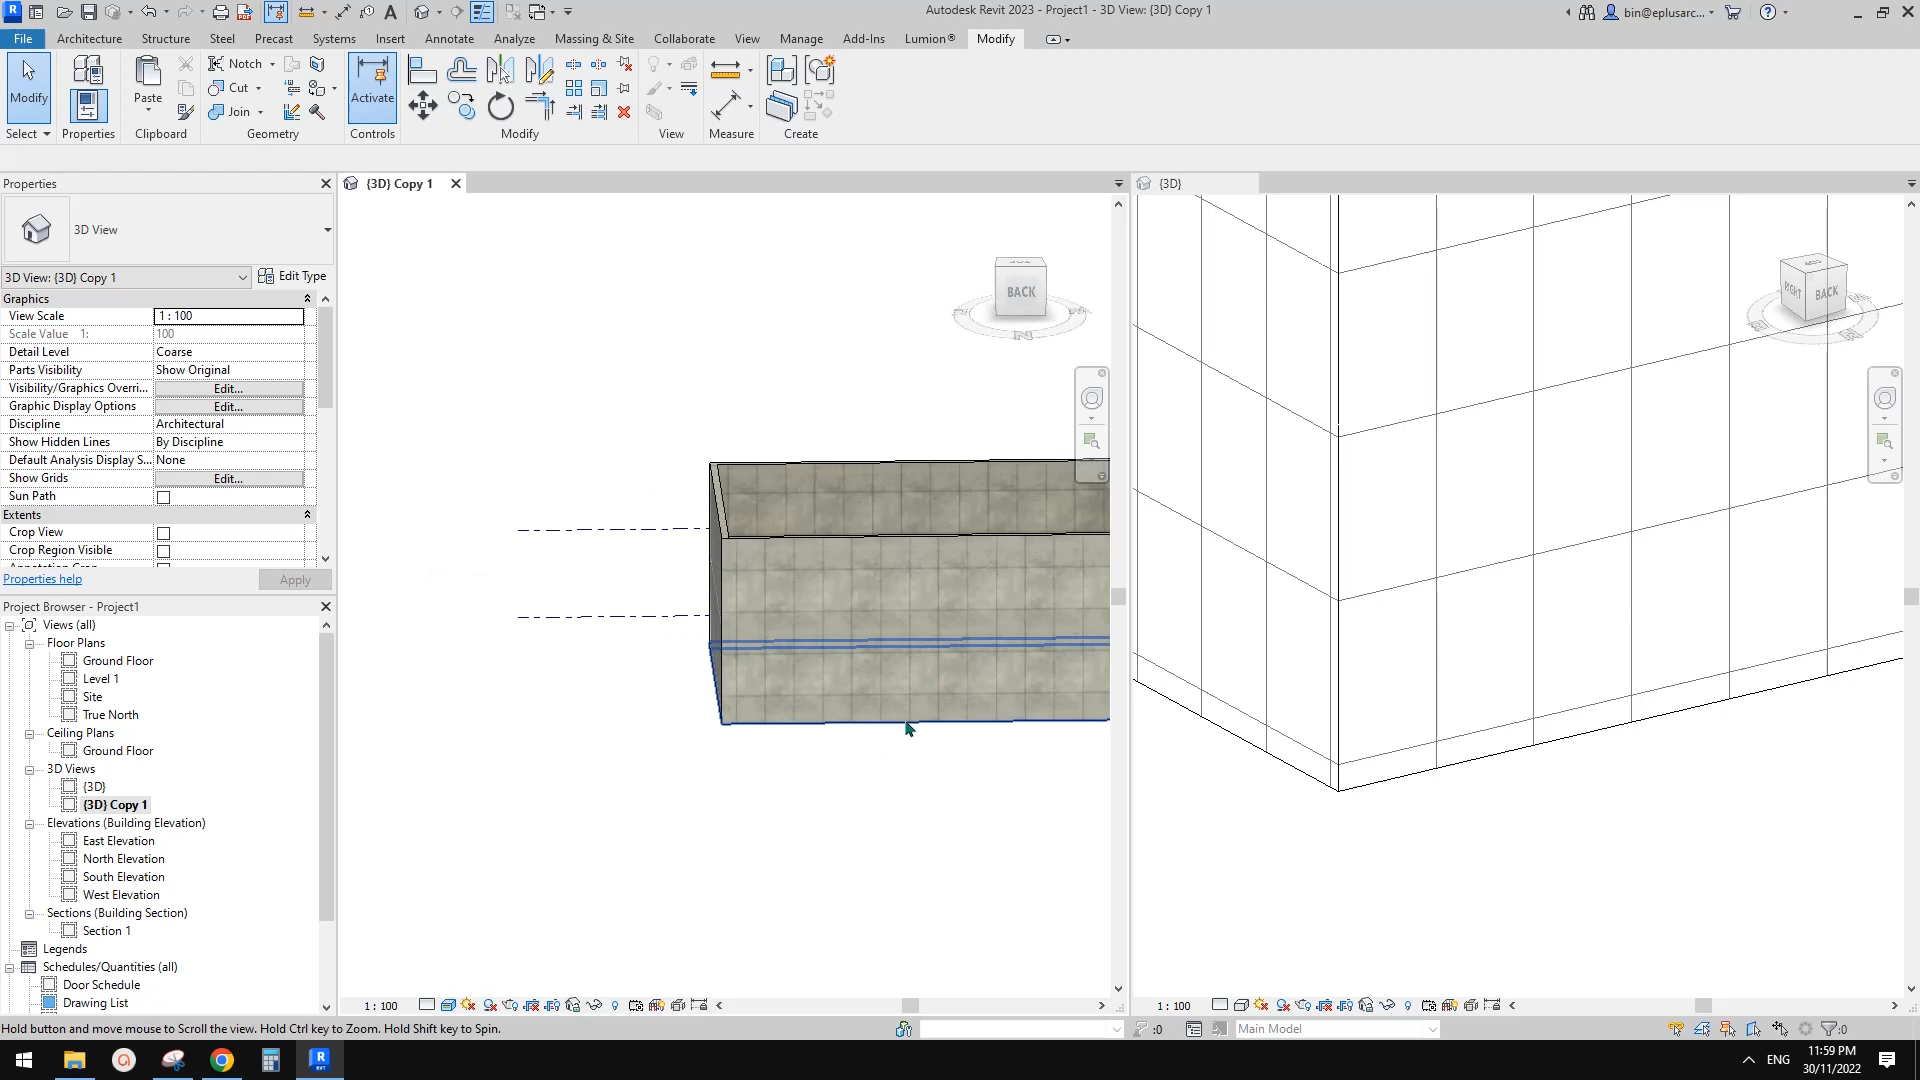 Autodesk Revit 2023 - Project1 - 3D View: {3D} Copy 1
bin@eplusarc...
File
Architecture
Structure
Steel
Precast
Systems
Insert
Annotate
Analyze
Massing & Site
Collaborate
View
Manage
Add-Ins
Lumion®
Modify
Modify
Paste
Notch
Cut
Join
Activate
Select
Properties
Clipboard
Geometry
Controls
Modify
View
Measure
Create
Properties
{3D} Copy 1
{3D}
3D View
3D View: {3D} Copy 1
Edit Type
Graphics
View Scale
1 : 100
Scale Value 1:
100
Detail Level
Coarse
Parts Visibility
Show Original
Visibility/Graphics Overri...
Edit...
Graphic Display Options
Edit...
Discipline
Architectural
Show Hidden Lines
By Discipline
Default Analysis Display S...
None
Show Grids
Edit...
Sun Path
Extents
Crop View
Crop Region Visible
Properties help
Apply
BACK
N
RIGHT
BACK
Project Browser - Project1
Views (all)
Floor Plans
Ground Floor
Level 1
Site
True North
Ceiling Plans
Ground Floor
3D Views
{3D}
{3D} Copy 1
Elevations (Building Elevation)
East Elevation
North Elevation
South Elevation
West Elevation
Sections (Building Section)
Section 1
Legends
Schedules/Quantities (all)
Door Schedule
Drawing List
1 : 100
1 : 100
Hold button and move mouse to Scroll the view. Hold Ctrl key to Zoom. Hold Shift key to Spin.
:0
Main Model
:0
ENG
11:59 PM
30/11/2022